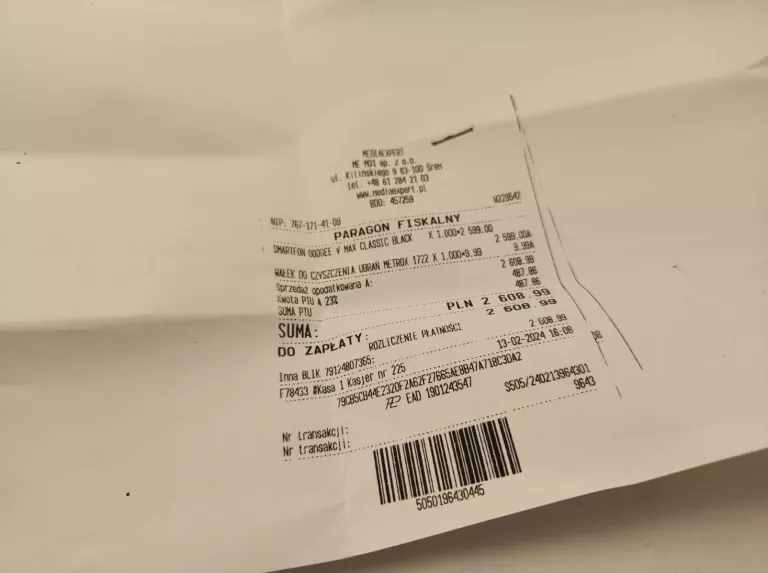 MEDIAEXPERT
ME M01 sp. z o.o.
ul. Kilińskiego 9 63-100 Śrem
tel. +48 61 284 21 03
www.mediaexpert.pl
BDO: 457259
NIP: 767-171-41-09 W229542
PARAGON FISKALNY
SMARTFON DOOGEE V MAX CLASSIC BLACK X 1.000*2 599.00
2 599.00A
WAŁEK DO CZYSZCZENIA UBRAŃ METROX 1722 X 1.000*9.99
9.99A
Sprzedaż opodatkowana A: 2 608.99
Kwota PTU A 23% 487.86
SUMA PTU 487.86
SUMA: PLN 2 608.99
DO ZAPŁATY: 2 608.99
ROZLICZENIE PŁATNOŚCI
Inna BLIK 79124807365: 2 608.99
F78433 #Kasa 1 Kasjer nr 225 13-02-2024 16:08
79CB5CB44E2320F2A62F27665AE8B47A71BC3DA2
EAD 1901243547
Nr transakcji: S505/240213964301
Nr transakcji: 9643
5050196430445